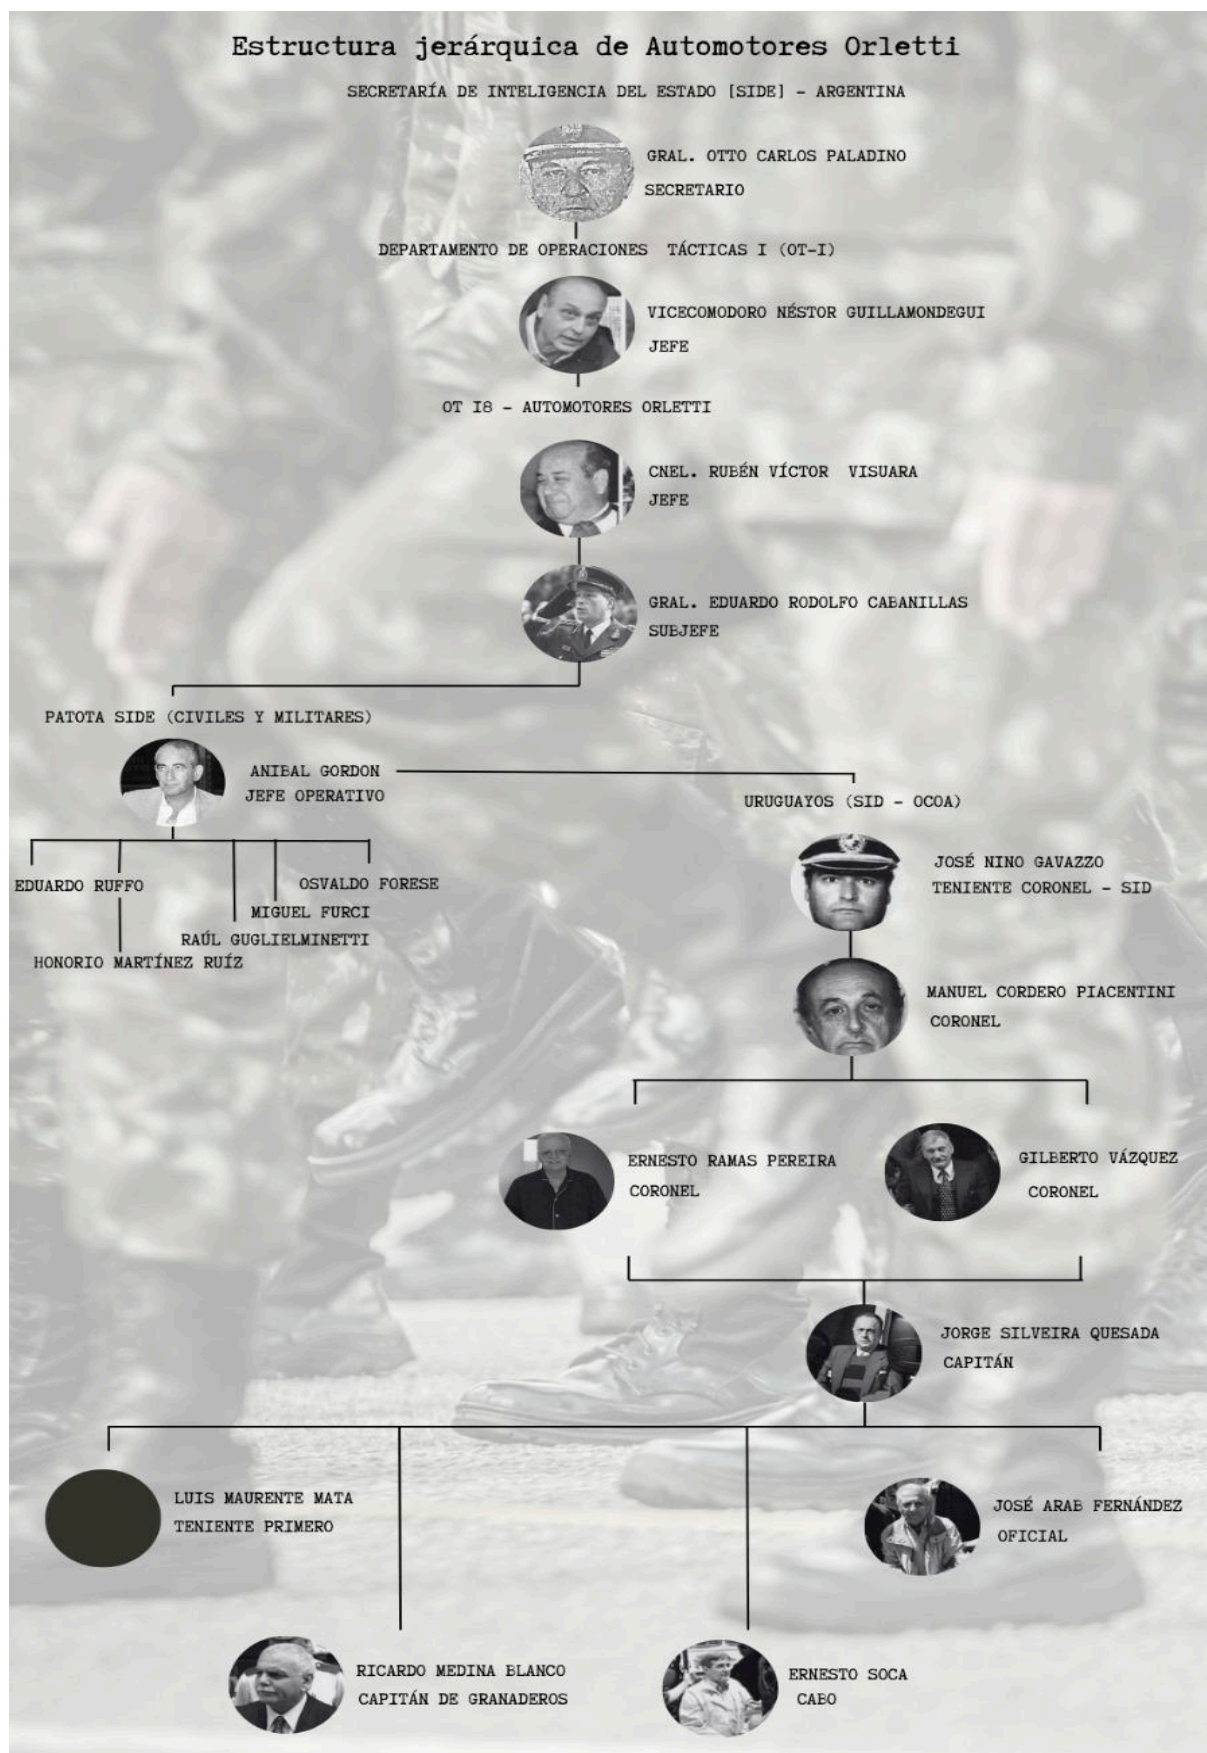 Estructura jerárquica de Automotores Orletti
SECRETARÍA DE INTELIGENCIA DEL ESTADO [SIDE] - ARGENTINA
GRAL. OTTO CARLOS PALADINO
SECRETARIO
DEPARTAMENTO DE OPERACIONES TÁCTICAS I (OT-I)
VICECOMODORO NÉSTOR GUILLAMONDEGUI
JEFE
OT I8 - AUTOMOTORES ORLETTI
CNEL. RUBÉN VÍCTOR VISUARA
JEFE
GRAL. EDUARDO RODOLFO CABANILLAS
SUBJEFE
PATOTA SIDE (CIVILES Y MILITARES)
ANIBAL GORDON
JEFE OPERATIVO
EDUARDO RUFFO
OSVALDO FORESE
MIGUEL FURCI
RAÚL GUGLIELMINETTI
HONORIO MARTÍNEZ RUÍZ
URUGUAYOS (SID - OCOA)
JOSÉ NINO GAVAZZO
TENIENTE CORONEL - SID
MANUEL CORDERO PIACENTINI
CORONEL
ERNESTO RAMAS PEREIRA
CORONEL
GILBERTO VÁZQUEZ
CORONEL
JORGE SILVEIRA QUESADA
CAPITÁN
LUIS MAURENTE MATA
TENIENTE PRIMERO
JOSÉ ARAB FERNÁNDEZ
OFICIAL
RICARDO MEDINA BLANCO
CAPITÁN DE GRANADEROS
ERNESTO SOCA
CABO